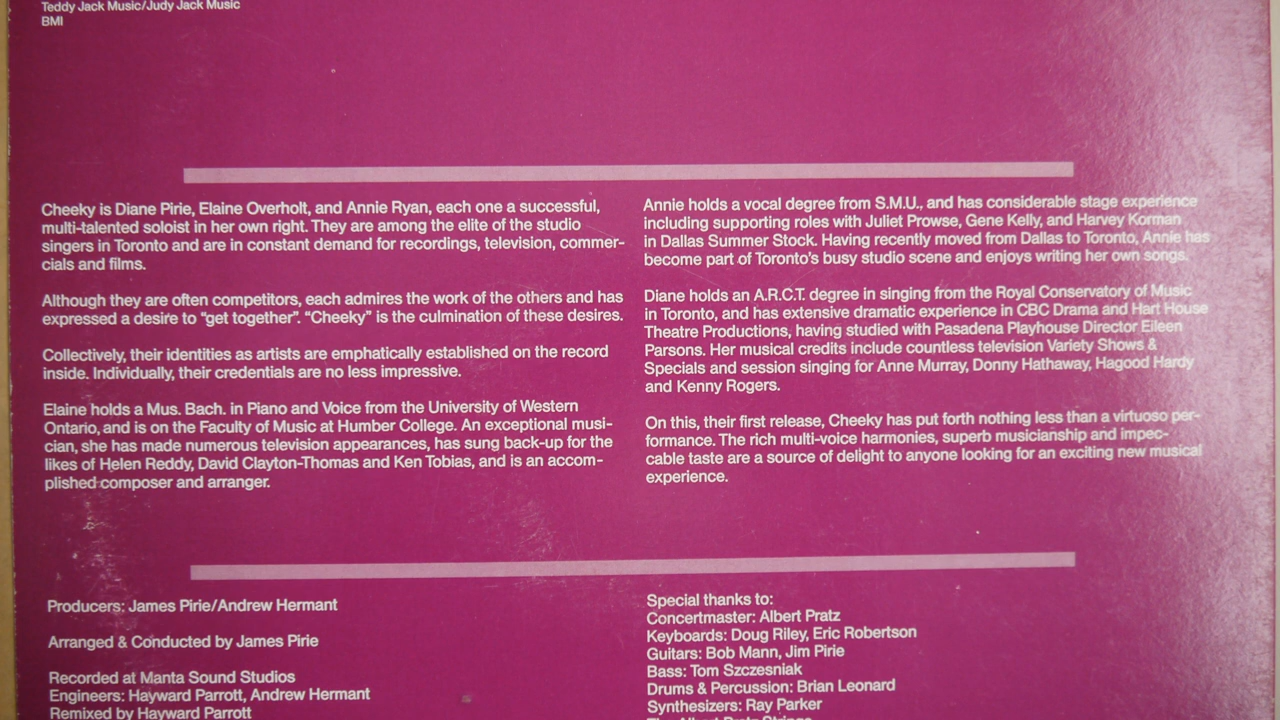 Teddy Jack Music/Judy Jack Music
BMI
Cheeky is Diane Pirie, Elaine Overholt, and Annie Ryan, each one a successful,
multi-talented soloist in her own right. They are among the elite of the studio
singers in Toronto and are in constant demand for recordings, television, commer-
cials and films.
Although they are often competitors, each admires the work of the others and has
expressed a desire to “get together”. “Cheeky” is the culmination of these desires.
Collectively, their identities as artists are emphatically established on the record
inside. Individually, their credentials are no less impressive.
Elaine holds a Mus. Bach. in Piano and Voice from the University of Western
Ontario, and is on the Faculty of Music at Humber College. An exceptional musi-
cian, she has made numerous television appearances, has sung back-up for the
likes of Helen Reddy, David Clayton-Thomas and Ken Tobias, and is an accom-
plished composer and arranger.
Annie holds a vocal degree from S.M.U., and has considerable stage experience
including supporting roles with Juliet Prowse, Gene Kelly, and Harvey Korman
in Dallas Summer Stock. Having recently moved from Dallas to Toronto, Annie has
become part of Toronto’s busy studio scene and enjoys writing her own songs.
Diane holds an A.R.C.T. degree in singing from the Royal Conservatory of Music
in Toronto, and has extensive dramatic experience in CBC Drama and Hart House
Theatre Productions, having studied with Pasadena Playhouse Director Eileen
Parsons. Her musical credits include countless television Variety Shows &
Specials and session singing for Anne Murray, Donny Hathaway, Hagood Hardy
and Kenny Rogers.
On this, their first release, Cheeky has put forth nothing less than a virtuoso per-
formance. The rich multi-voice harmonies, superb musicianship and impec-
cable taste are a source of delight to anyone looking for an exciting new musical
experience.
Producers: James Pirie/Andrew Hermant
Arranged & Conducted by James Pirie
Recorded at Manta Sound Studios
Engineers: Hayward Parrott, Andrew Hermant
Remixed by Hayward Parrott
Special thanks to:
Concertmaster: Albert Pratz
Keyboards: Doug Riley, Eric Robertson
Guitars: Bob Mann, Jim Pirie
Bass: Tom Szczesniak
Drums & Percussion: Brian Leonard
Synthesizers: Ray Parker
The Albert Pratz Strings